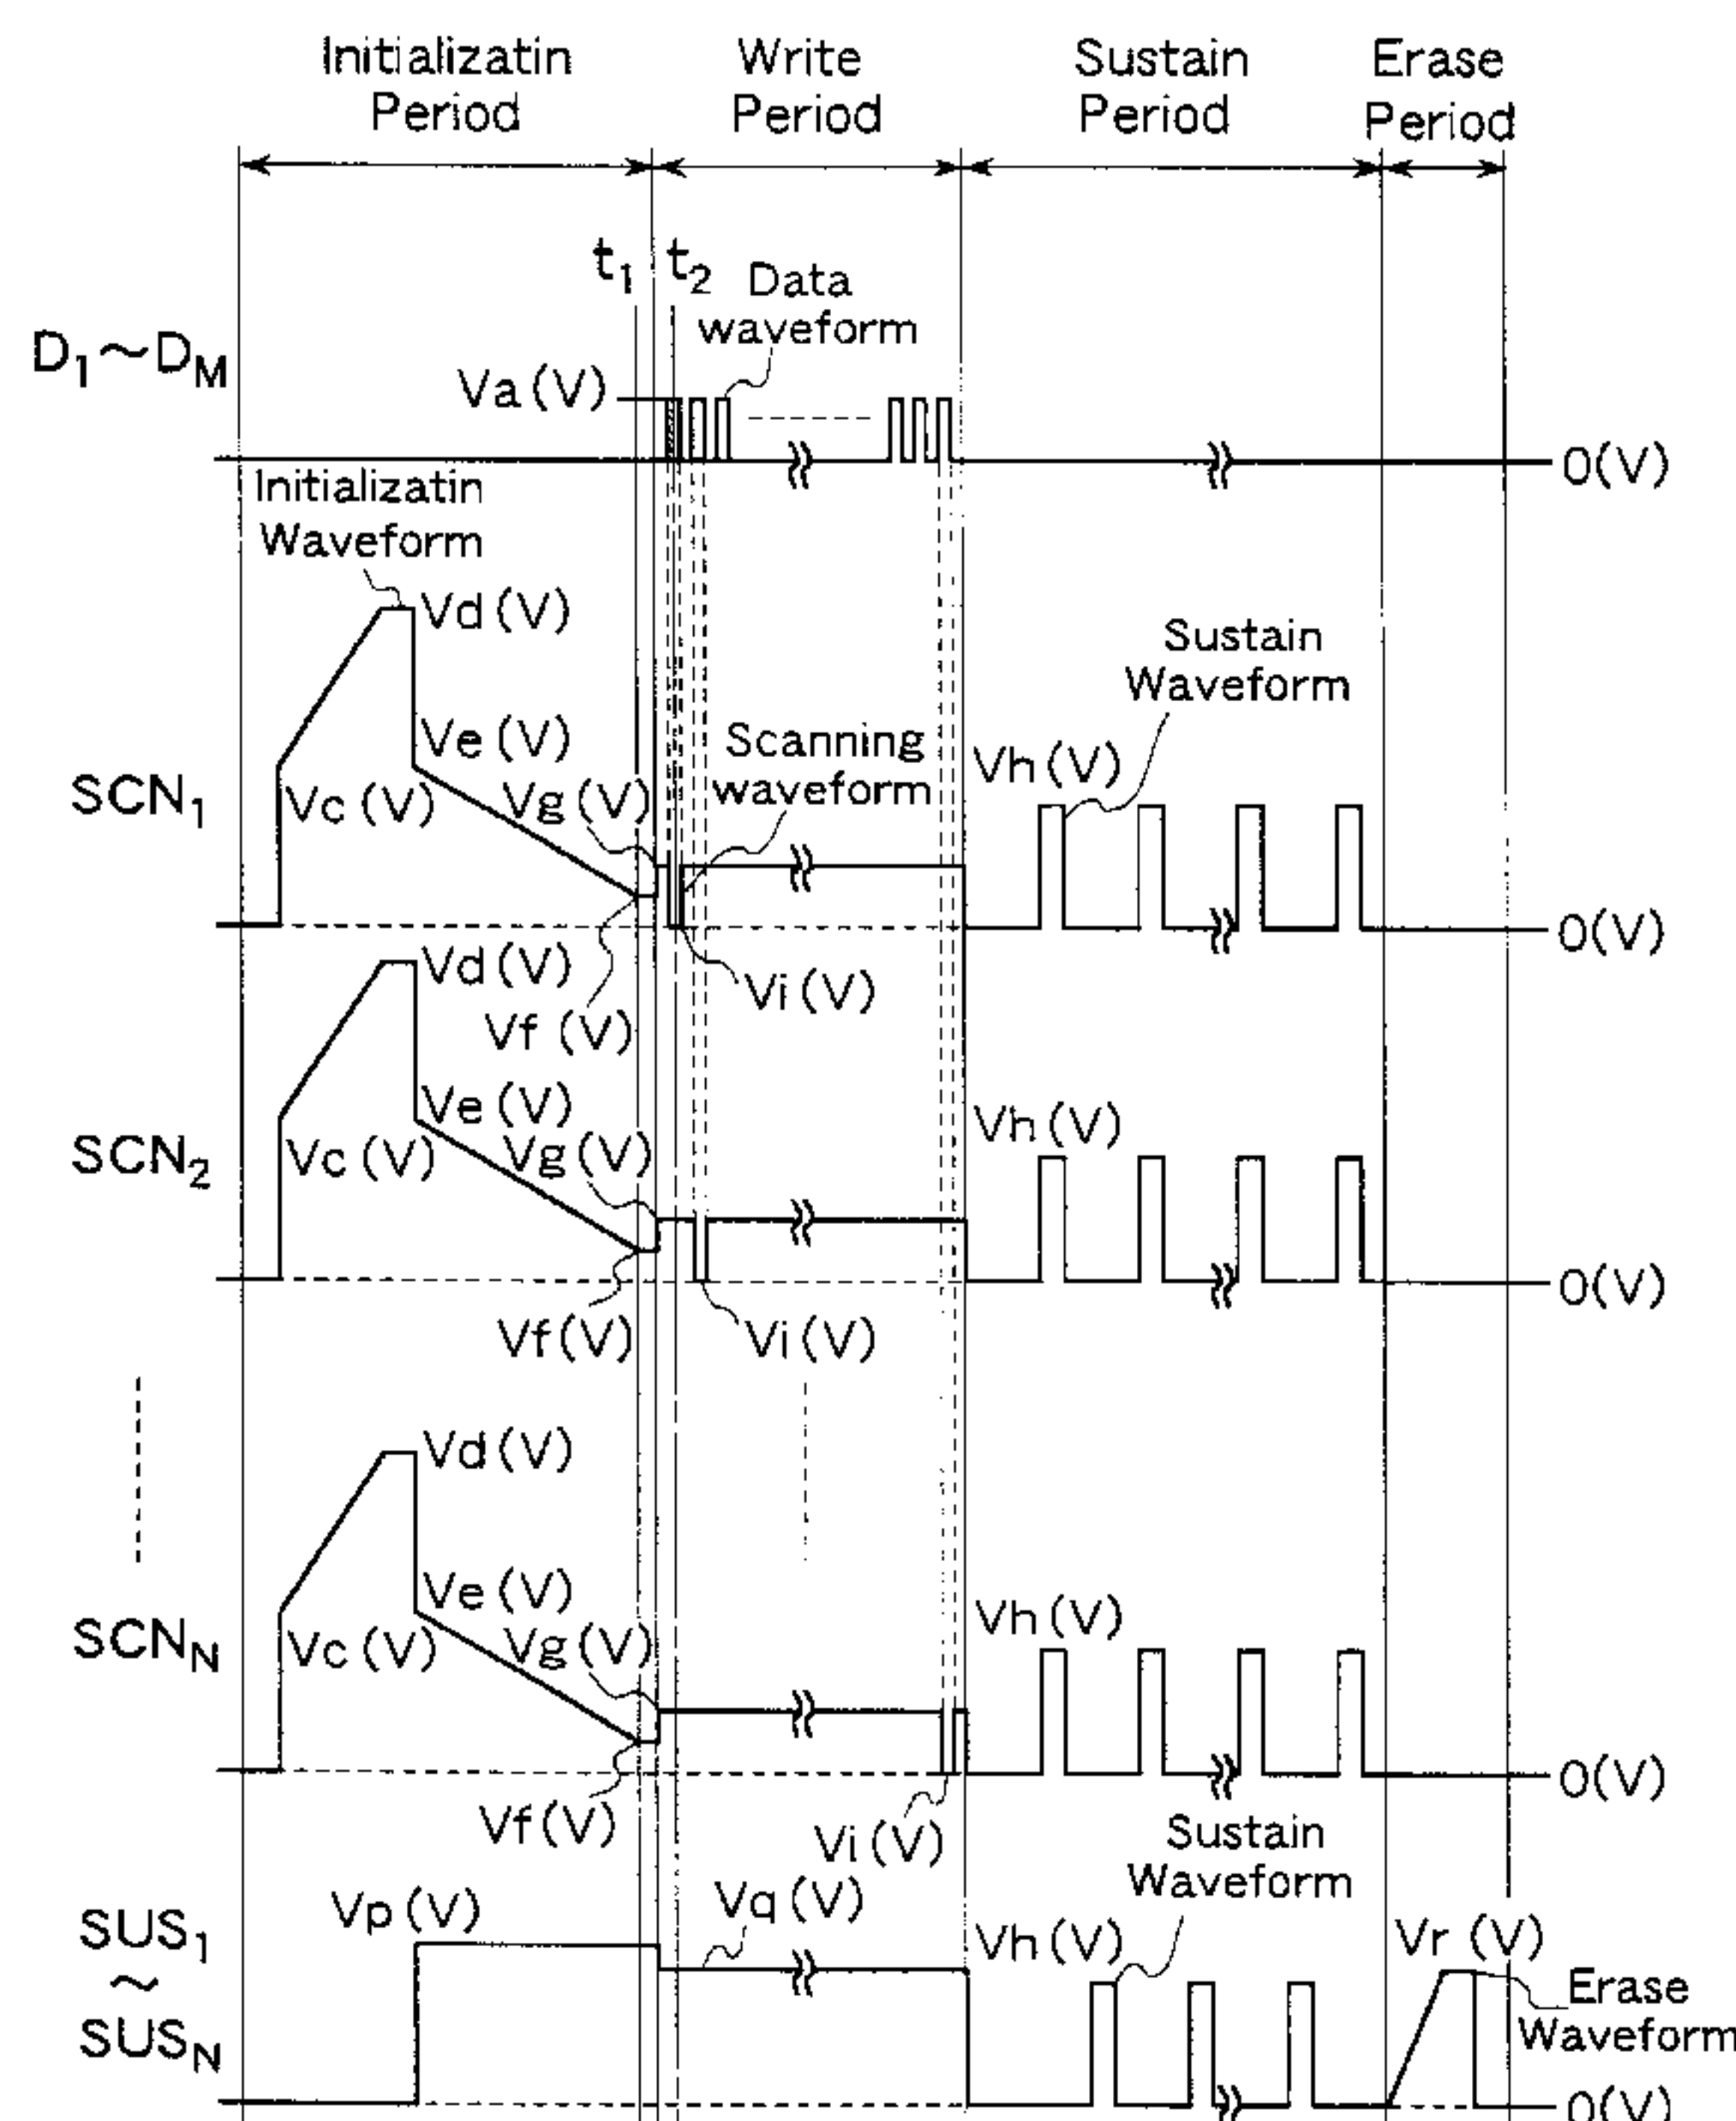 Initializatin
Period
Write
Period
Sustain
Period
Erase
Period
t1
t2
Data
waveform
D1~DM
Va(V)
0(V)
Initializatin
Waveform
Vd(V)
Sustain
Waveform
Ve(V)
Scanning
waveform
Vh(V)
SCN1
Vc(V)
Vg(V)
0(V)
Vd(V)
Vi(V)
Vf(V)
Ve(V)
Vh(V)
SCN2
Vc(V)
Vg(V)
0(V)
Vf(V)
Vi(V)
Vd(V)
Ve(V)
Vh(V)
SCNN
Vc(V)
Vg(V)
0(V)
Vf(V)
Vi(V)
Sustain
Waveform
Vp(V)
Vq(V)
SUS1
~
SUSN
Vh(V)
Vr(V)
Erase
Waveform
0(V)